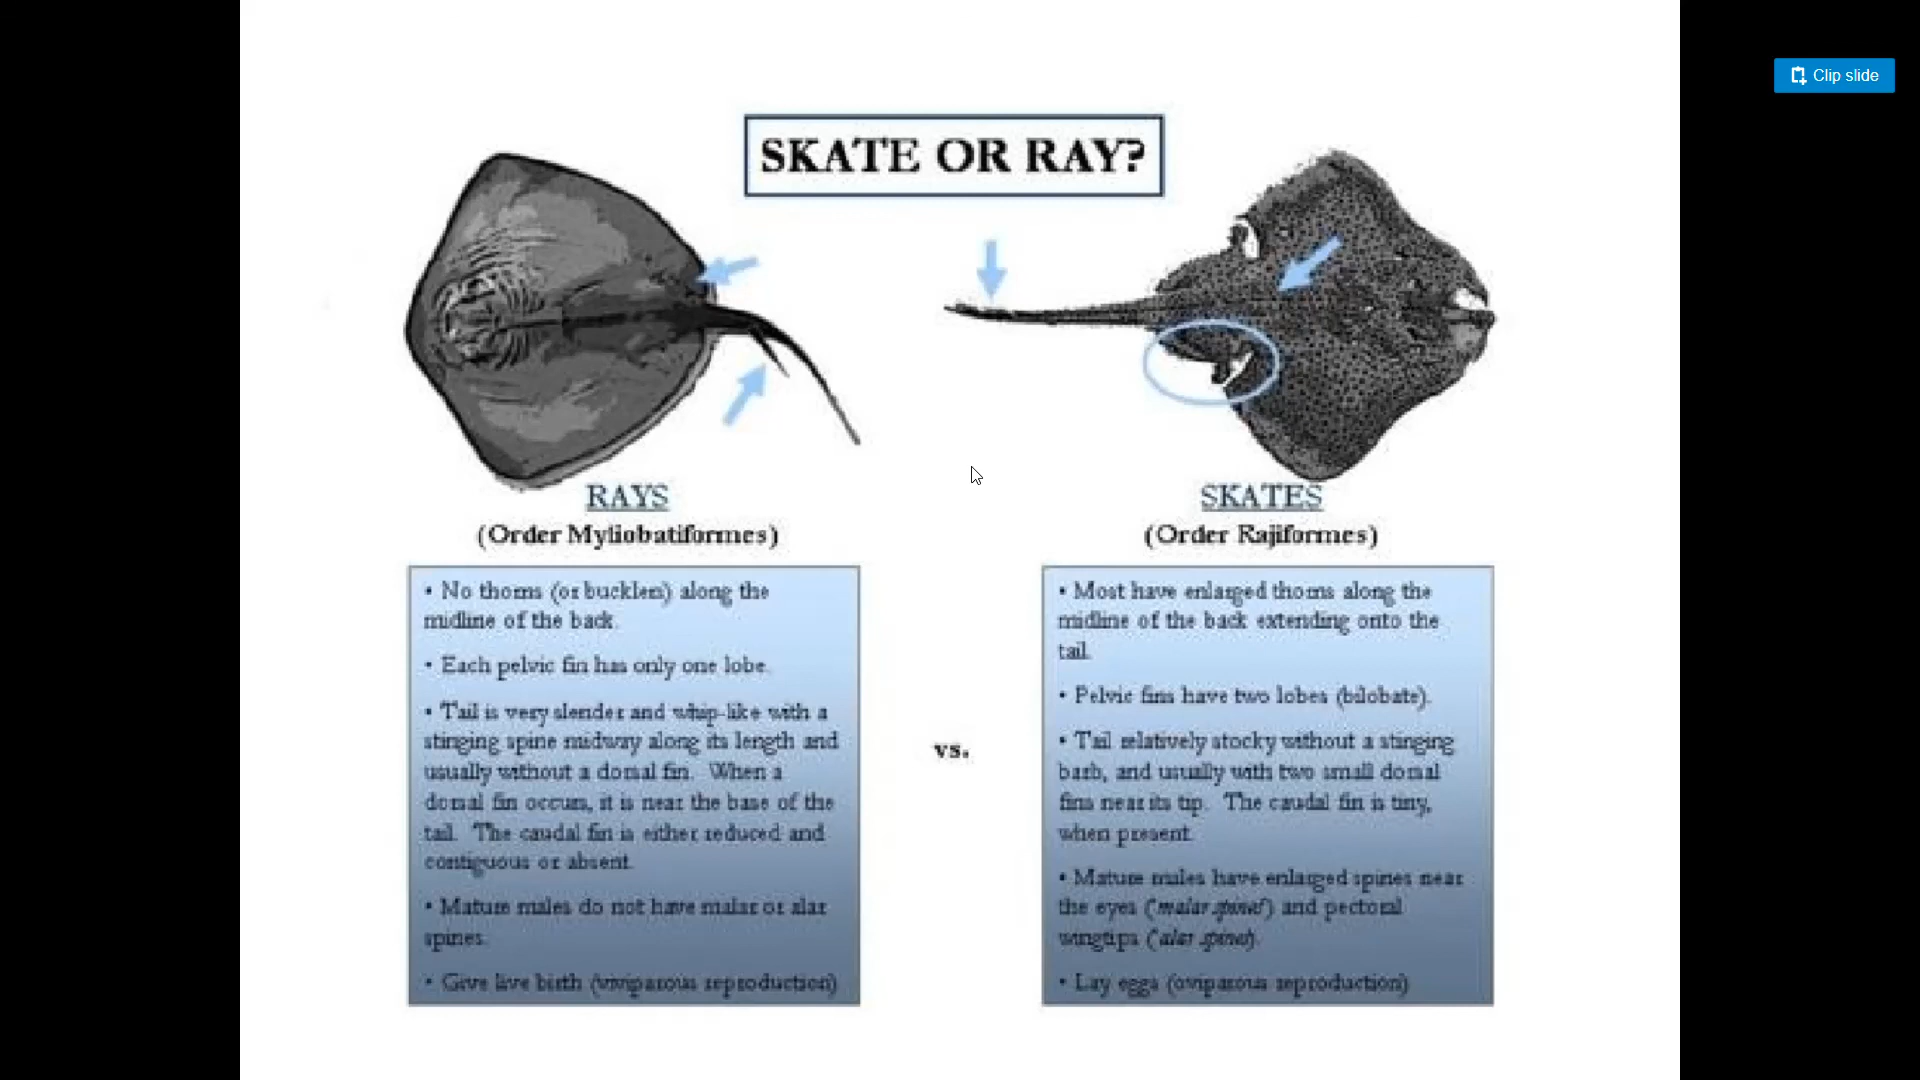 Clip slide
SKATE OR RAY?
RAYS
(Order Myliobatiformes)
• No thorns (or bucklers) along the
midline of the back.
• Each pelvic fin has only one lobe.
• Tail is very slender and whip-like with a
stinging spine midway along its length and
usually without a dorsal fin. When a
dorsal fin occurs, it is near the base of the
tail. The caudal fin is either reduced and
contiguous or absent.
• Mature males do not have malar or alar
spines.
• Give live birth (viviparous reproduction)
vs.
SKATES
(Order Rajiformes)
• Most have enlarged thorns along the
midline of the back extending onto the
tail.
• Pelvic fins have two lobes (bilobate).
• Tail relatively stocky without a stinging
barb, and usually with two small dorsal
fins near its tip. The caudal fin is tiny,
when present.
• Mature males have enlarged spines near
the eyes ('malar spines') and pectoral
wingtips ('alar spines').
• Lay eggs (oviparous reproduction)